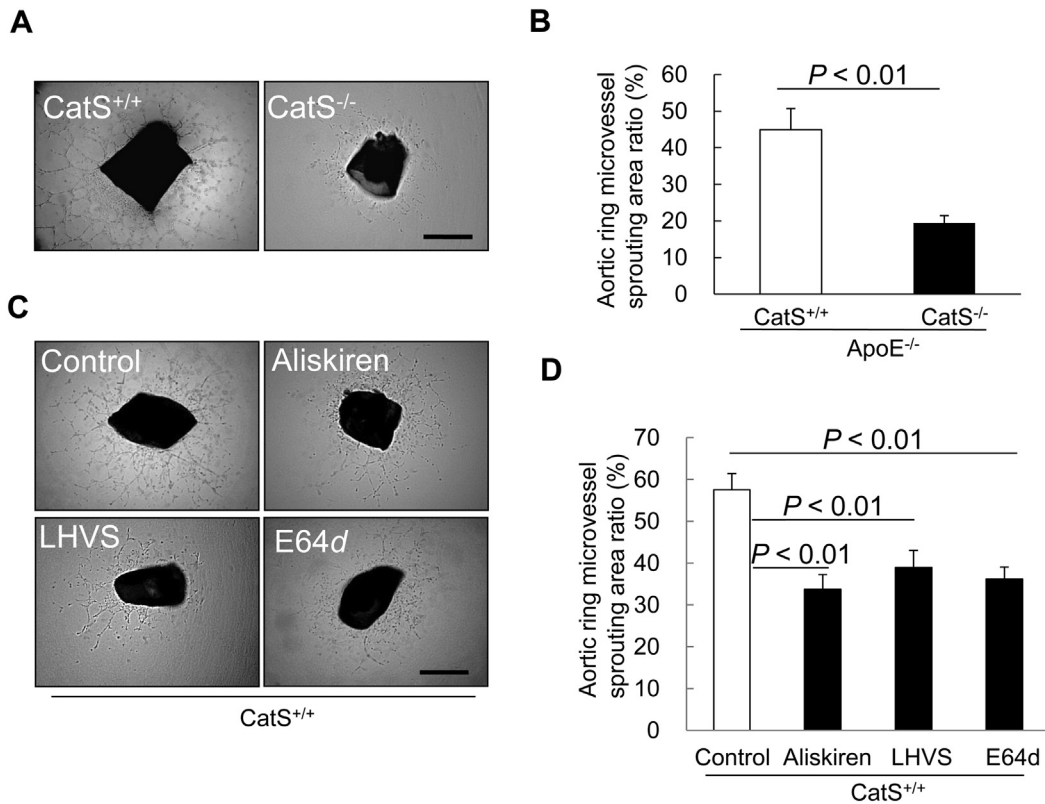 A
CatS+/+
CatS-/-
B
Aortic ring microvessel
sprouting area ratio (%)
60
50
40
30
20
10
0
P < 0.01
CatS+/+
CatS-/-
ApoE-/-
C
Control
Aliskiren
LHVS
E64d
CatS+/+
D
Aortic ring microvessel
sprouting area ratio (%)
70
60
50
40
30
20
10
0
P < 0.01
P < 0.01
P < 0.01
Control Aliskiren LHVS E64d
CatS+/+